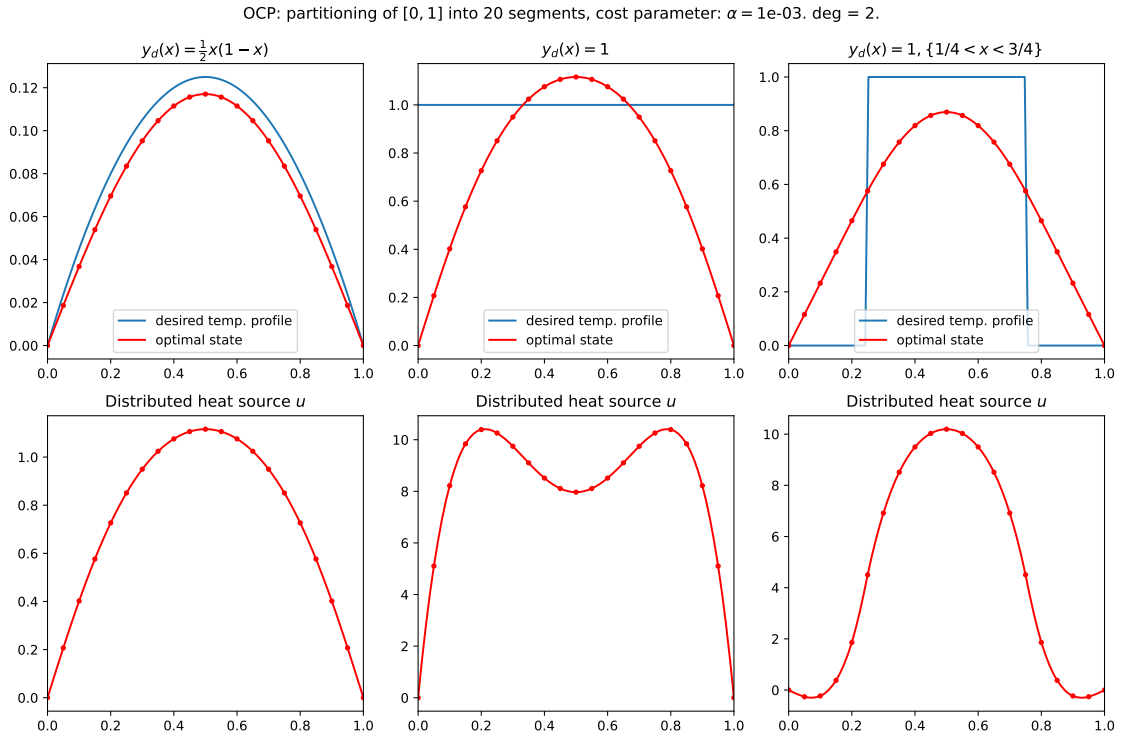 OCP: partitioning of [0, 1] into 20 segments, cost parameter: α = 1e-03. deg = 2.
y_d(x) = ½x(1 − x)
0.12
0.10
0.08
0.06
0.04
0.02
0.00
desired temp. profile
optimal state
0.0 0.2 0.4 0.6 0.8 1.0
y_d(x) = 1
1.0
0.8
0.6
0.4
0.2
0.0
desired temp. profile
optimal state
0.0 0.2 0.4 0.6 0.8 1.0
y_d(x) = 1, {1/4 < x < 3/4}
1.0
0.8
0.6
0.4
0.2
0.0
desired temp. profile
optimal state
0.0 0.2 0.4 0.6 0.8 1.0
Distributed heat source u
1.0
0.8
0.6
0.4
0.2
0.0
0.0 0.2 0.4 0.6 0.8 1.0
Distributed heat source u
10
8
6
4
2
0
0.0 0.2 0.4 0.6 0.8 1.0
Distributed heat source u
10
8
6
4
2
0
0.0 0.2 0.4 0.6 0.8 1.0